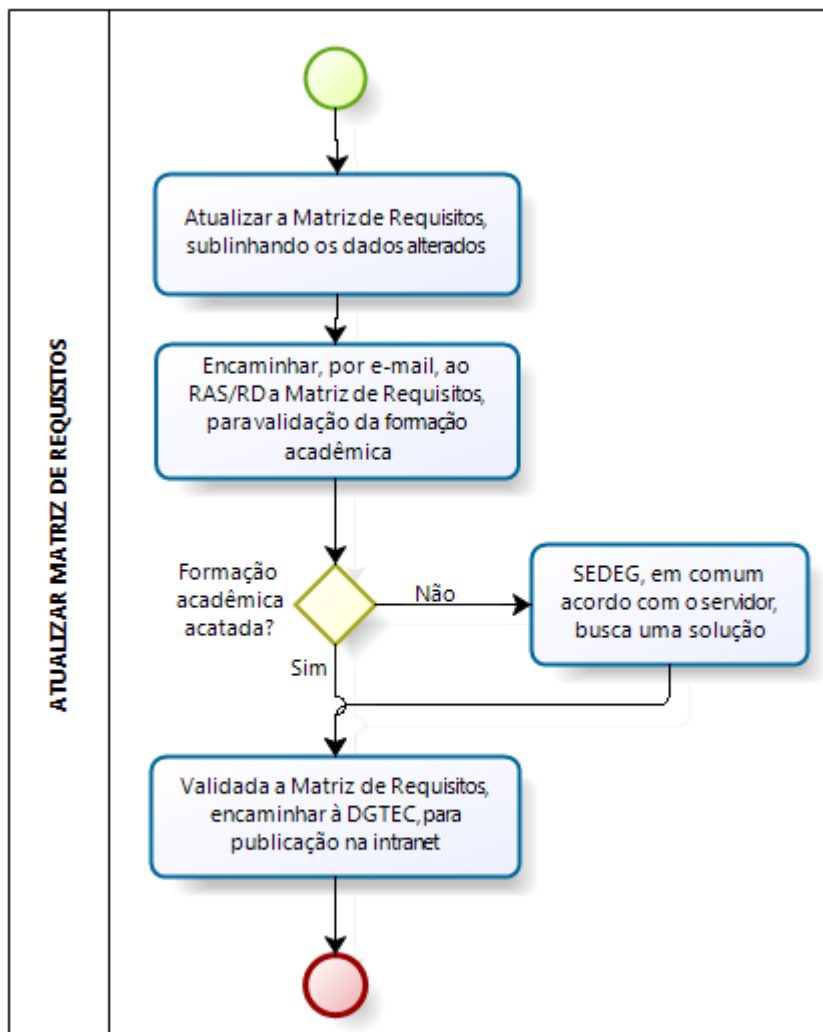 ATUALIZAR MATRIZ DE REQUISITOS
Atualizar a Matriz de Requisitos,
sublinhando os dados alterados
Encaminhar, por e-mail, ao
RAS/RD a Matriz de Requisitos,
para validação da formação
acadêmica
Formação
acadêmica
acatada?
Não
SEDEG, em comum
acordo com o servidor,
busca uma solução
Sim
Validada a Matriz de Requisitos,
encaminhar à DGTEC, para
publicação na intranet